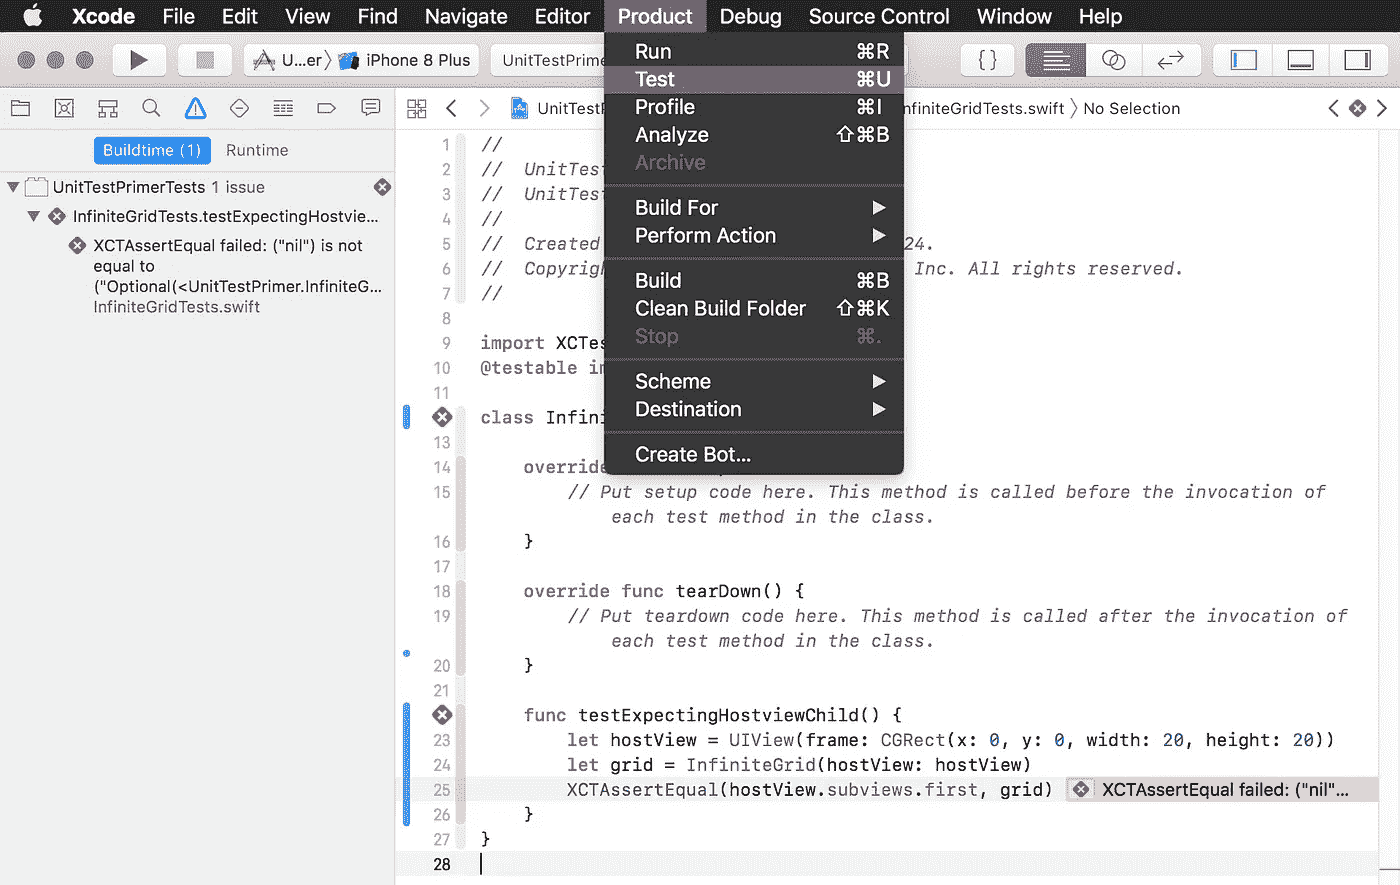 Xcode File Edit View Find Navigate Editor Product Debug Source Control Window Help
U...er⟩ iPhone 8 Plus
UnitTestPrime
{ }
Run ⌘R
Test ⌘U
Profile ⌘I
Analyze ⇧⌘B
Archive
Build For ▶
Perform Action ▶
Build ⌘B
Clean Build Folder ⇧⌘K
Stop ⌘.
Scheme ▶
Destination ▶
Create Bot...
Buildtime (1) Runtime
UnitTestPrimerTests 1 issue
InfiniteGridTests.testExpectingHostvie...
XCTAssertEqual failed: ("nil") is not
equal to
("Optional(<UnitTestPrimer.InfiniteG...
InfiniteGridTests.swift
UnitTest nfiniteGridTests.swift ⟩ No Selection
1 //
2 // UnitTes
3 // UnitTes
4 //
5 // Created 24.
6 // Copyrigh Inc. All rights reserved.
7 //
8
9 import XCTes
10 @testable im
11
class Infini
13
14 override
15 // Put setup code here. This method is called before the invocation of
each test method in the class.
16 }
17
18 override func tearDown() {
19 // Put teardown code here. This method is called after the invocation of
each test method in the class.
20 }
21
func testExpectingHostviewChild() {
23 let hostView = UIView(frame: CGRect(x: 0, y: 0, width: 20, height: 20))
24 let grid = InfiniteGrid(hostView: hostView)
25 XCTAssertEqual(hostView.subviews.first, grid) XCTAssertEqual failed: ("nil"...
26 }
27 }
28